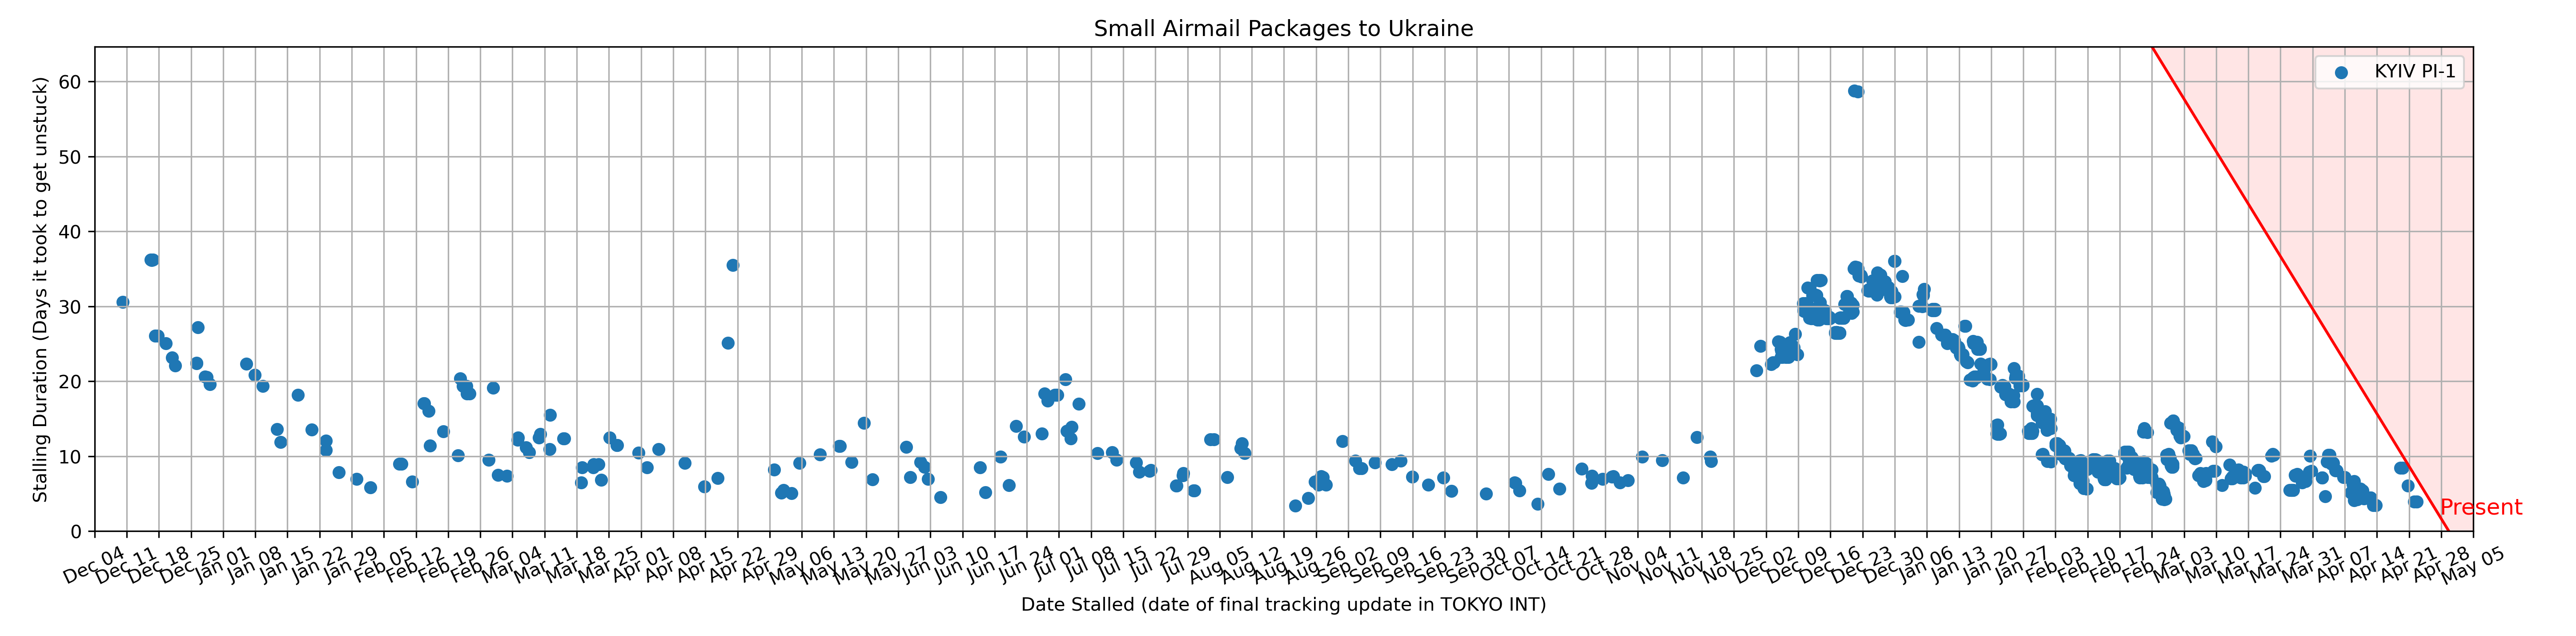 Small Airmail Packages to Ukraine
Stalling Duration (Days it took to get unstuck)
60
50
40
30
20
10
0
KYIV PI-1
Present
Dec 04
Dec 11
Dec 18
Dec 25
Jan 01
Jan 08
Jan 15
Jan 22
Jan 29
Feb 05
Feb 12
Feb 19
Feb 26
Mar 04
Mar 11
Mar 18
Mar 25
Apr 01
Apr 08
Apr 15
Apr 22
Apr 29
May 06
May 13
May 20
May 27
Jun 03
Jun 10
Jun 17
Jun 24
Jul 01
Jul 08
Jul 15
Jul 22
Jul 29
Aug 05
Aug 12
Aug 19
Aug 26
Sep 02
Sep 09
Sep 16
Sep 23
Sep 30
Oct 07
Oct 14
Oct 21
Oct 28
Nov 04
Nov 11
Nov 18
Nov 25
Dec 02
Dec 09
Dec 16
Dec 23
Dec 30
Jan 06
Jan 13
Jan 20
Jan 27
Feb 03
Feb 10
Feb 17
Feb 24
Mar 03
Mar 10
Mar 17
Mar 24
Mar 31
Apr 07
Apr 14
Apr 21
Apr 28
May 05
Date Stalled (date of final tracking update in TOKYO INT)